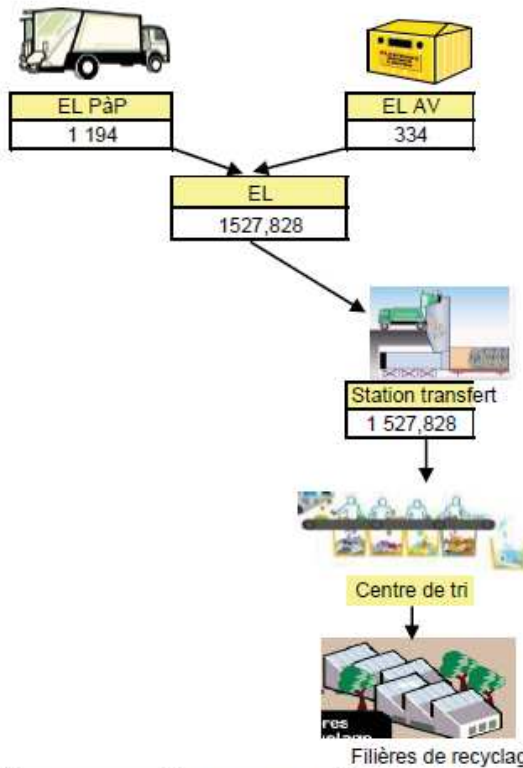 EL PàP
EL AV
1 194
334
EL
1527,828
Station transfert
1 527,828
Centre de tri
res
Filières de recyclag